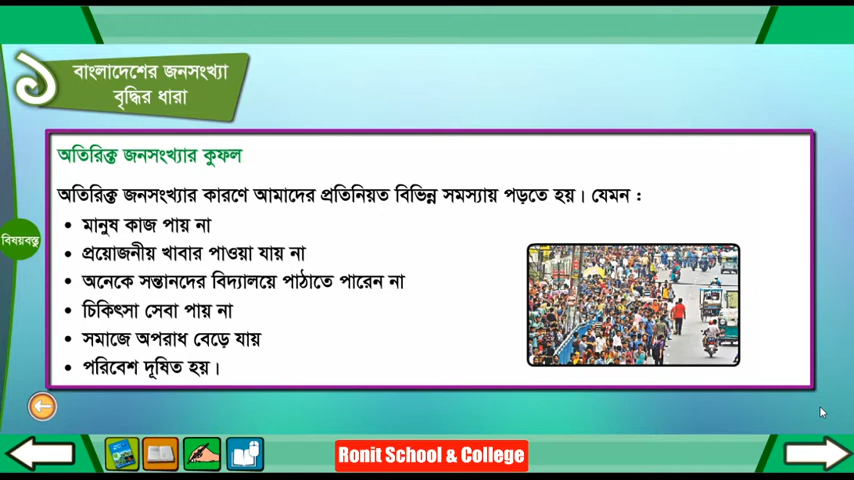 ১
বাংলাদেশের জনসংখ্যা
বৃদ্ধির ধারা
অতিরিক্ত জনসংখ্যার কুফল
অতিরিক্ত জনসংখ্যার কারণে আমাদের প্রতিনিয়ত বিভিন্ন সমস্যায় পড়তে হয়। যেমন :
• মানুষ কাজ পায় না
• প্রয়োজনীয় খাবার পাওয়া যায় না
• অনেকে সন্তানদের বিদ্যালয়ে পাঠাতে পারেন না
• চিকিৎসা সেবা পায় না
• সমাজে অপরাধ বেড়ে যায়
• পরিবেশ দূষিত হয়।
বিষয়বস্তু
Ronit School & College